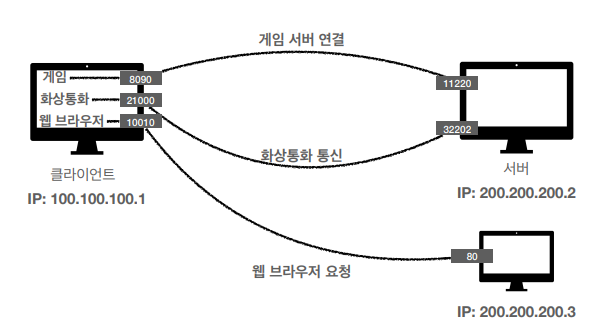 게임 서버 연결
게임 8090
화상통화 21000
웹 브라우저 10010
11220
32202
화상통화 통신
클라이언트
IP: 100.100.100.1
서버
IP: 200.200.200.2
80
웹 브라우저 요청
IP: 200.200.200.3